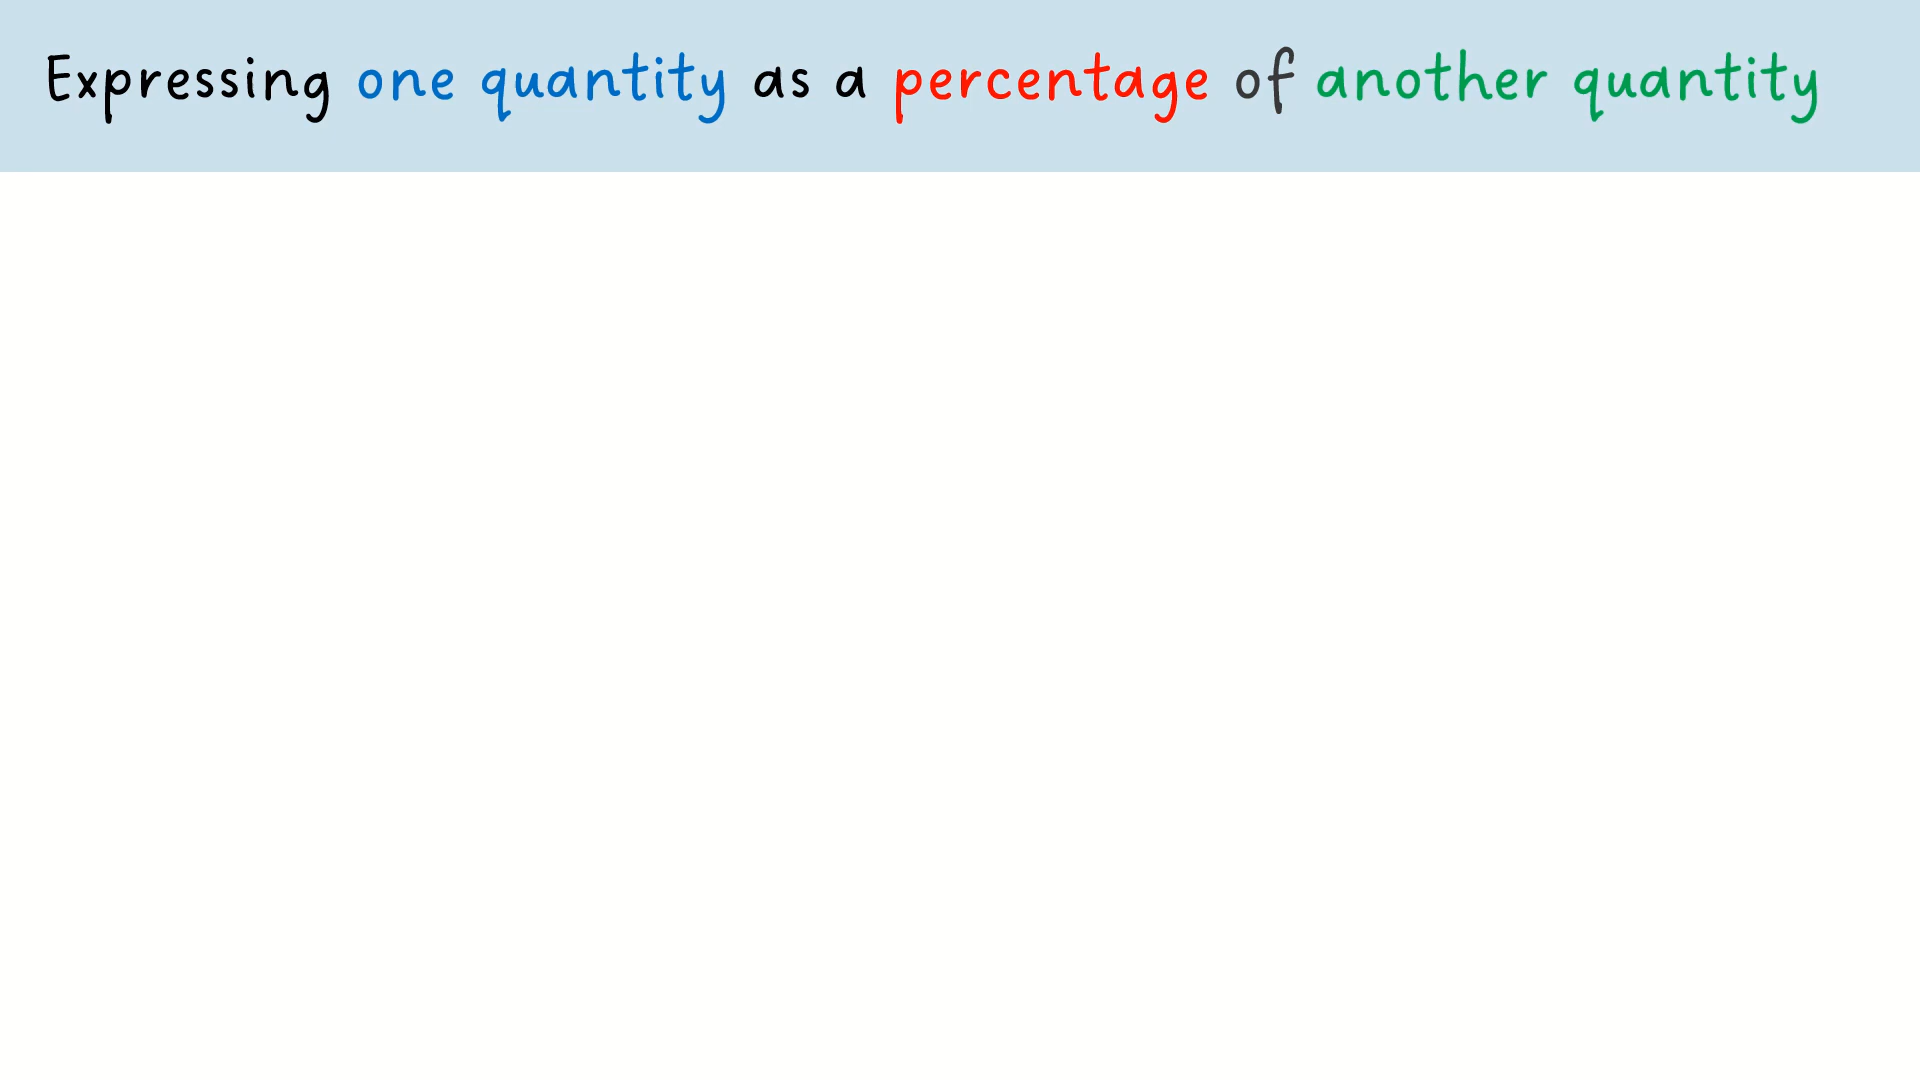 Expressing one quantity as a percentage of another quantity